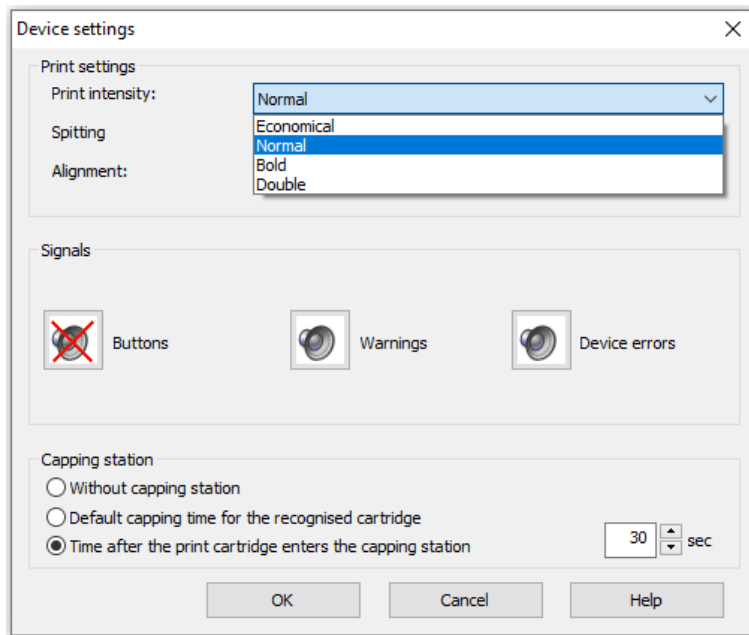 Device settings
Print settings
Print intensity:
Normal
Economical
Normal
Bold
Double
Spitting
Alignment:
Signals
Buttons
Warnings
Device errors
Capping station
Without capping station
Default capping time for the recognised cartridge
Time after the print cartridge enters the capping station
30 sec
OK Cancel Help